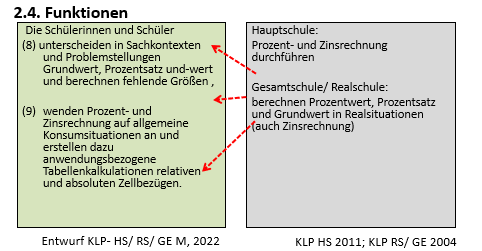 2.4. Funktionen
Die Schülerinnen und Schüler
(8) unterscheiden in Sachkontexten
und Problemstellungen
Grundwert, Prozentsatz und-wert
und berechnen fehlende Größen ,
(9) wenden Prozent- und
Zinsrechnung auf allgemeine
Konsumsituationen an und
erstellen dazu
anwendungsbezogene
Tabellenkalkulationen relativen
und absoluten Zellbezügen.
Hauptschule:
Prozent- und Zinsrechnung
durchführen
Gesamtschule/ Realschule:
berechnen Prozentwert, Prozentsatz
und Grundwert in Realsituationen
(auch Zinsrechnung)
Entwurf KLP- HS/ RS/ GE M, 2022
KLP HS 2011; KLP RS/ GE 2004